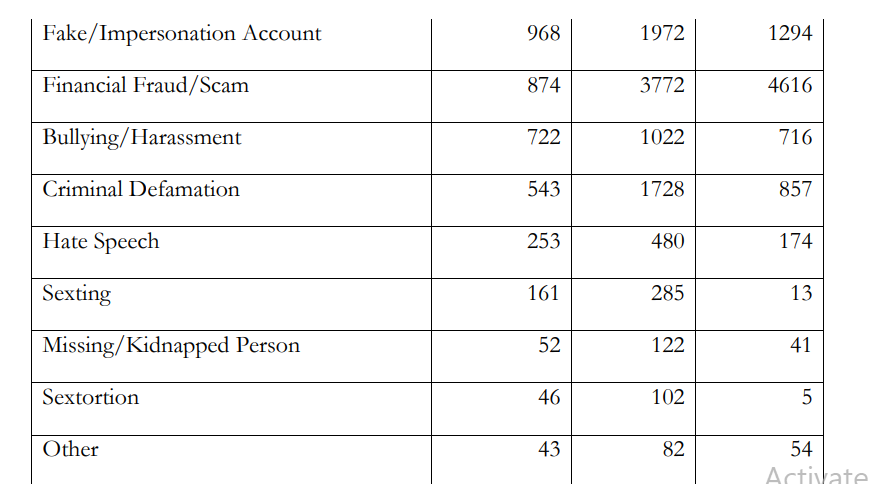 Fake/Impersonation Account 968 1972 1294
Financial Fraud/Scam 874 3772 4616
Bullying/Harassment 722 1022 716
Criminal Defamation 543 1728 857
Hate Speech 253 480 174
Sexting 161 285 13
Missing/Kidnapped Person 52 122 41
Sextortion 46 102 5
Other 43 82 54
Activate